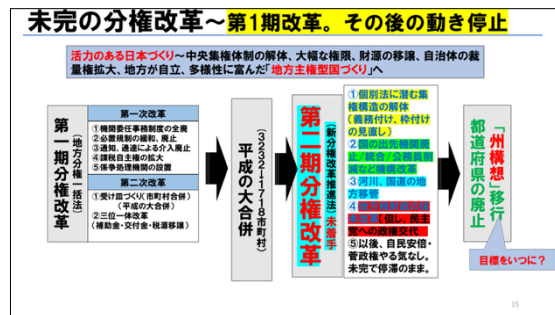 未完の分権改革～第1期改革。その後の動き停止
活力のある日本づくり～中央集権体制の解体、大幅な権限、財源の移譲、自治体の裁
量権拡大、地方が自立、多様性に富んだ「地方主権型国づくり」へ
第一期分権改革
(地方分権一括法)
第一次改革
①機関委任事務制度の全廃
②必置規制の緩和、廃止
③通知、通達による介入廃止
④課税自主権の拡大
⑤係争処理機関の設置
第二次改革
①受け皿づくり(市町村合併)
(平成の大合併)
②三位一体改革
(補助金・交付金・税源移譲)
平成の大合併
(3232→1718市町村)
第二期分権改革
(新分権改革推進法)未着手
①個別法に潜む集
権構造の解体
(義務付け、枠付け
の見直し)
②国の出先機関廃
止/統合/公務員削
減など機構改革
③河川、国道の地
方移管
④
【但し、民主
党への政権交代
⑤以後、自民安倍・
菅政権やる気なし。
未完で停滞のまま。
「州構想」移行
都道府県の廃止
目標をいつに？
15